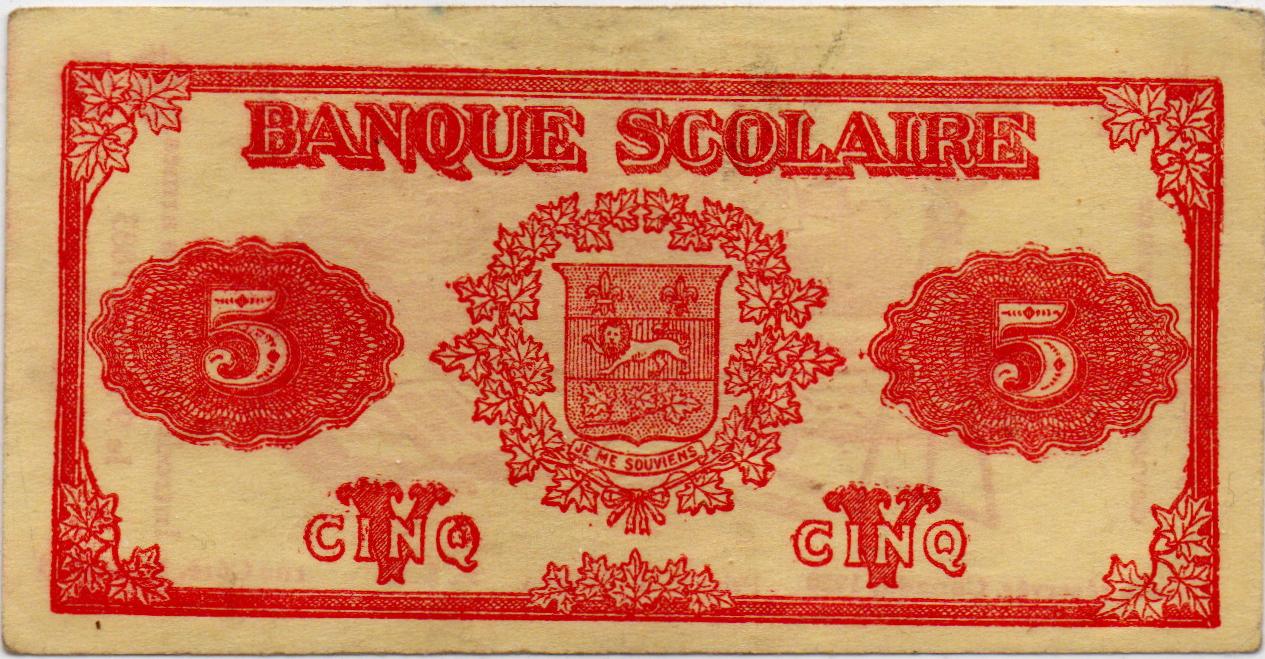 BANQUE SCOLAIRE
5 5
JE ME SOUVIENS
V V
CINQ CINQ